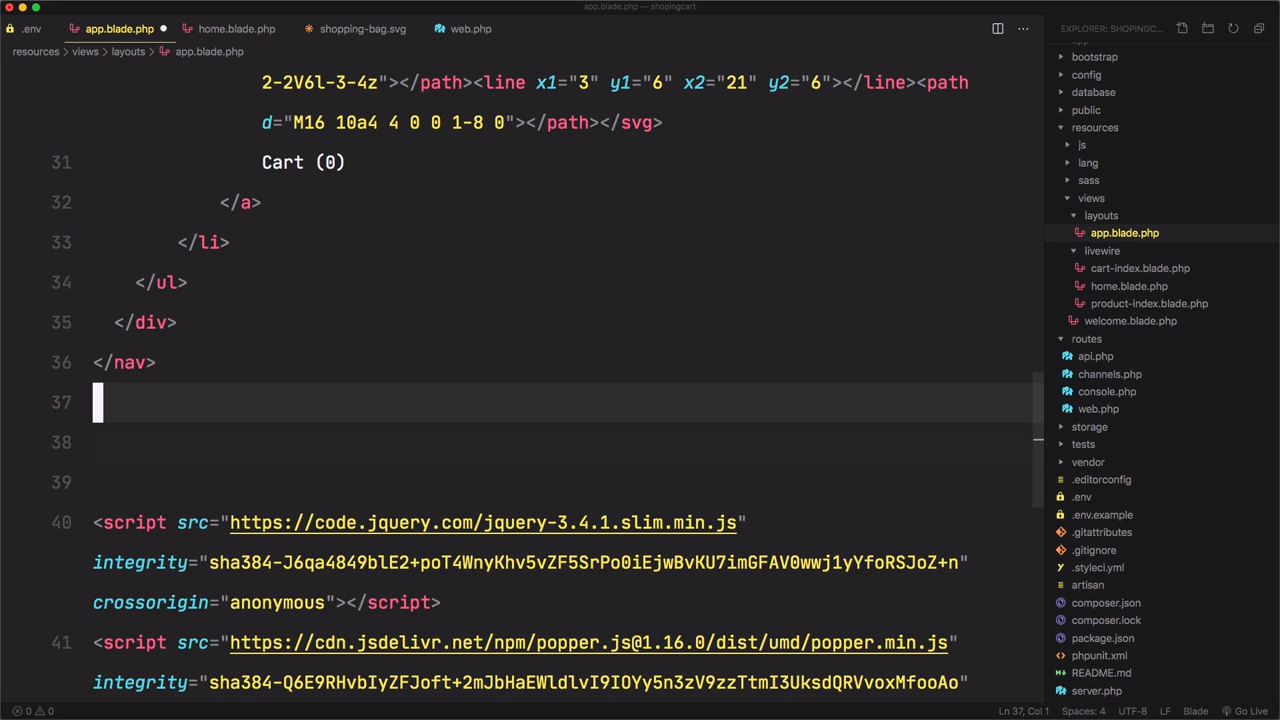 app.blade.php — shopingcart
.env app.blade.php home.blade.php shopping-bag.svg web.php
resources > views > layouts > app.blade.php
2-2V6l-3-4z"></path><line x1="3" y1="6" x2="21" y2="6"></line><path
d="M16 10a4 4 0 0 1-8 0"></path></svg>
31 Cart (0)
32 </a>
33 </li>
34 </ul>
35 </div>
36 </nav>
37
38
39
40 <script src="https://code.jquery.com/jquery-3.4.1.slim.min.js"
integrity="sha384-J6qa4849blE2+poT4WnyKhv5vZF5SrPo0iEjwBvKU7imGFAV0wwj1yYfoRSJoZ+n"
crossorigin="anonymous"></script>
41 <script src="https://cdn.jsdelivr.net/npm/popper.js@1.16.0/dist/umd/popper.min.js"
integrity="sha384-Q6E9RHvbIyZFJoft+2mJbHaEWldlvI9IOYy5n3zV9zzTtmI3UksdQRVvoxMfooAo"
EXPLORER: SHOPINGC...
bootstrap
config
database
public
resources
js
lang
sass
views
layouts
app.blade.php
livewire
cart-index.blade.php
home.blade.php
product-index.blade.php
welcome.blade.php
routes
api.php
channels.php
console.php
web.php
storage
tests
vendor
.editorconfig
.env
.env.example
.gitattributes
.gitignore
.styleci.yml
artisan
composer.json
composer.lock
package.json
phpunit.xml
README.md
server.php
0 0 Ln 37, Col 1 Spaces: 4 UTF-8 LF Blade Go Live